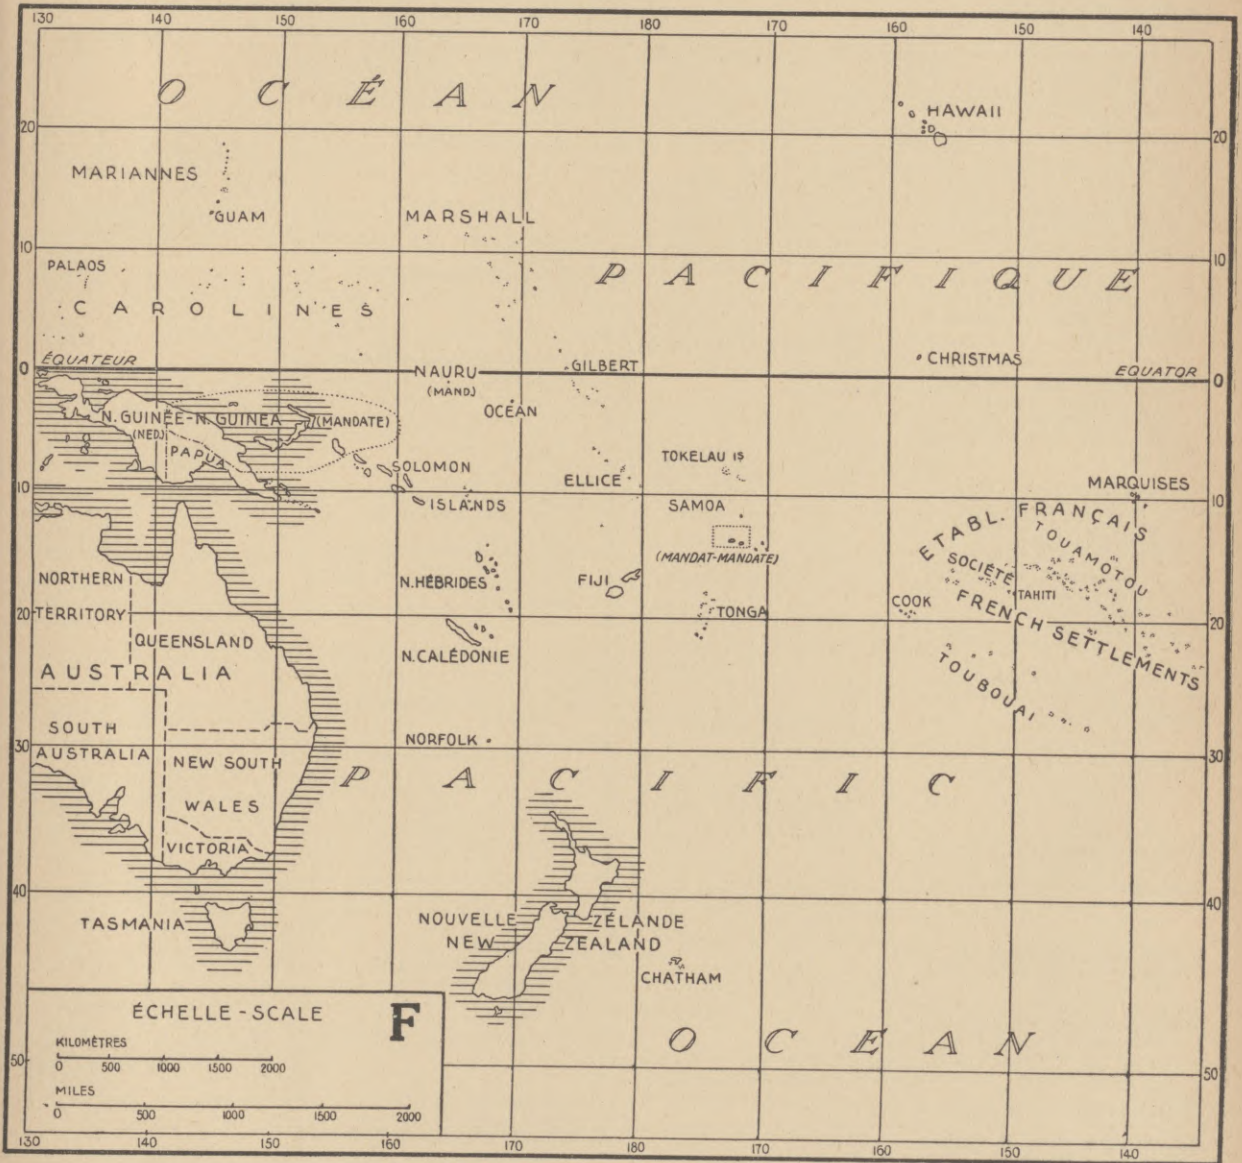 130 140 150 160 170 180 170 160 150 140
OCÉAN
HAWAII
20 20
MARIANNES
GUAM
MARSHALL
10 10
PALAOS
PACIFIQUE
CAROLINES
ÉQUATEUR
0 0
NAURU
(MAND)
GILBERT
CHRISTMAS
EQUATOR
OCÉAN
N. GUINÉE-N. GUINEA
(NED.)
(MANDATE)
PAPUA
SOLOMON
ISLANDS
TOKELAU IS
ELLICE
SAMOA
(MANDAT-MANDATE)
MARQUISES
10 10
ETABL. FRANÇAIS
TOUAMOTOU
SOCIÉTÉ
TAHITI
FRENCH SETTLEMENTS
NORTHERN
TERRITORY
N.HÉBRIDES
FIJI
TONGA
COOK
20 20
QUEENSLAND
AUSTRALIA
N.CALÉDONIE
TOUBOUAI
SOUTH
AUSTRALIA
NORFOLK
30 30
NEW SOUTH
WALES
PACIFIC
VICTORIA
40 40
TASMANIA
NOUVELLE ZÉLANDE
NEW ZEALAND
CHATHAM
OCEAN
ÉCHELLE - SCALE
F
KILOMÈTRES
0 500 1000 1500 2000
MILES
0 500 1000 1500 2000
50 50
130 140 150 160 170 180 170 160 150 140